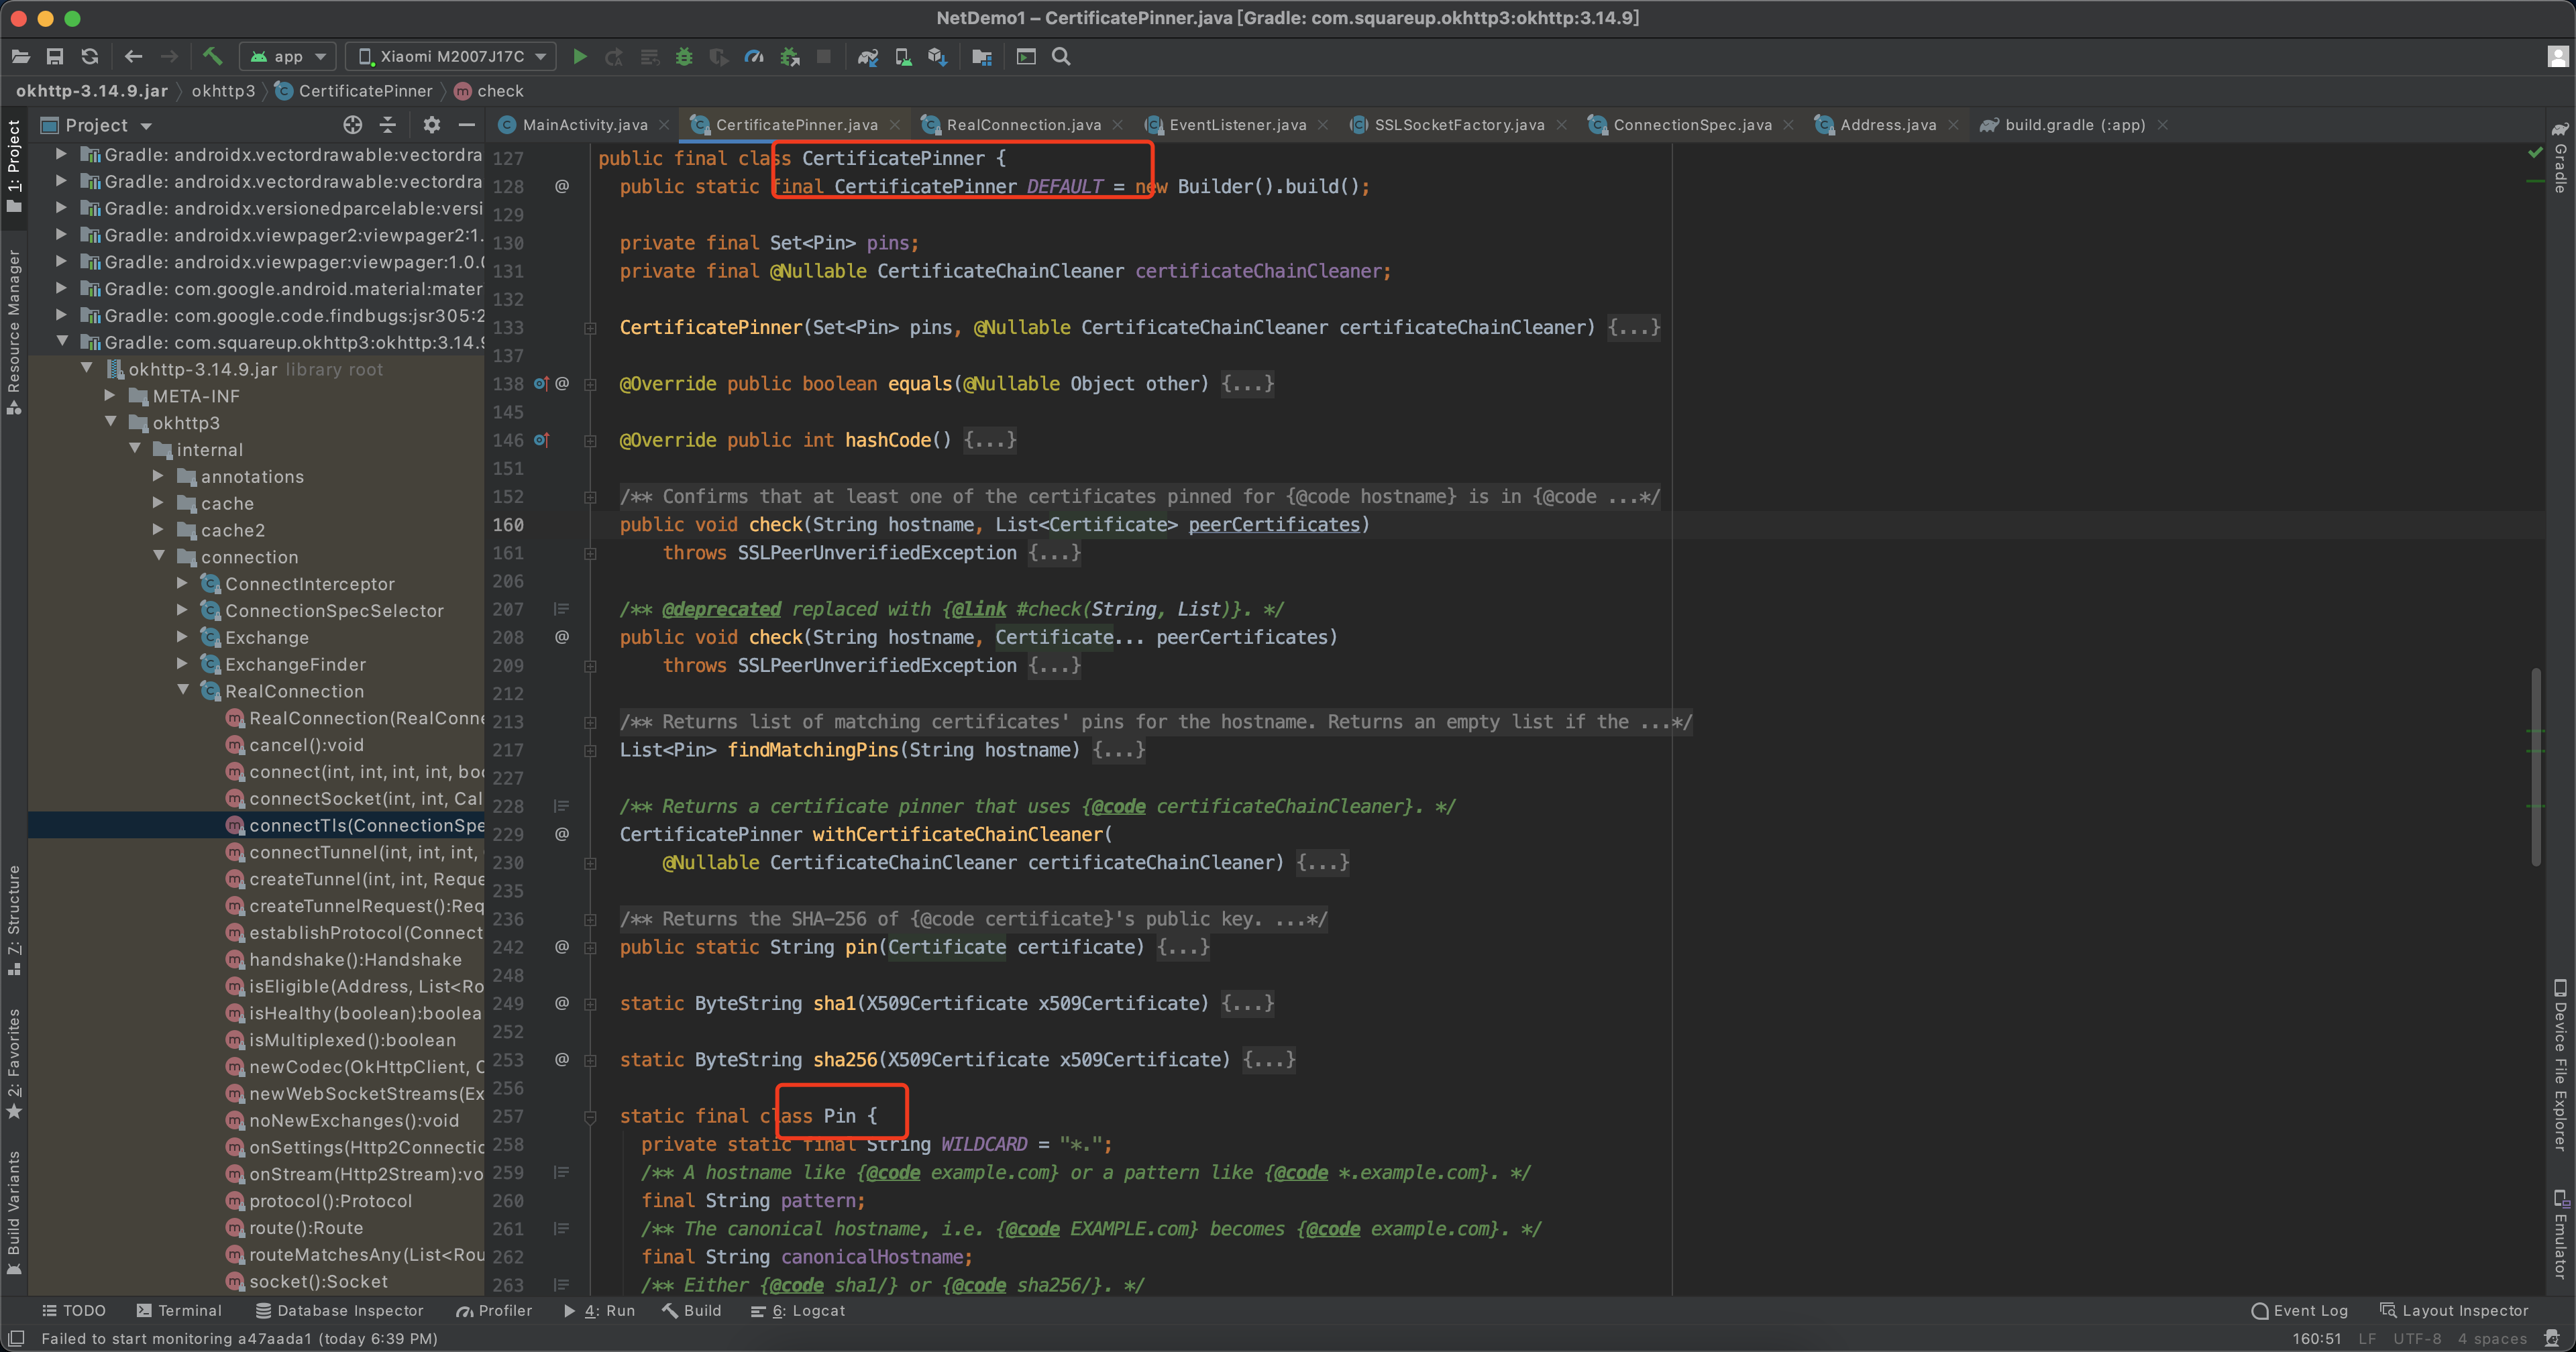 NetDemo1 – CertificatePinner.java [Gradle: com.squareup.okhttp3:okhttp:3.14.9]
app
Xiaomi M2007J17C
okhttp-3.14.9.jar
okhttp3
CertificatePinner
check
Project
MainActivity.java
CertificatePinner.java
RealConnection.java
EventListener.java
SSLSocketFactory.java
ConnectionSpec.java
Address.java
build.gradle (:app)
1: Project
Resource Manager
Z: Structure
2: Favorites
Build Variants
Gradle: androidx.vectordrawable:vectordra
Gradle: androidx.vectordrawable:vectordra
Gradle: androidx.versionedparcelable:versi
Gradle: androidx.viewpager2:viewpager2:1.
Gradle: androidx.viewpager:viewpager:1.0.0
Gradle: com.google.android.material:mater
Gradle: com.google.code.findbugs:jsr305:2
Gradle: com.squareup.okhttp3:okhttp:3.14.9
okhttp-3.14.9.jar library root
META-INF
okhttp3
internal
annotations
cache
cache2
connection
ConnectInterceptor
ConnectionSpecSelector
Exchange
ExchangeFinder
RealConnection
RealConnection(RealConne
cancel():void
connect(int, int, int, int, boo
connectSocket(int, int, Cal
connectTls(ConnectionSpe
connectTunnel(int, int, int,
createTunnel(int, int, Reque
createTunnelRequest():Req
establishProtocol(Connect
handshake():Handshake
isEligible(Address, List<Ro
isHealthy(boolean):boolea
isMultiplexed():boolean
newCodec(OkHttpClient, C
newWebSocketStreams(Ex
noNewExchanges():void
onSettings(Http2Connectio
onStream(Http2Stream):vo
protocol():Protocol
route():Route
routeMatchesAny(List<Rou
socket():Socket
127 public final class CertificatePinner {
128 @ public static final CertificatePinner DEFAULT = new Builder().build();
129
130 private final Set<Pin> pins;
131 private final @Nullable CertificateChainCleaner certificateChainCleaner;
132
133 CertificatePinner(Set<Pin> pins, @Nullable CertificateChainCleaner certificateChainCleaner) {...}
137
138 @ @Override public boolean equals(@Nullable Object other) {...}
145
146 @Override public int hashCode() {...}
151
152 /** Confirms that at least one of the certificates pinned for {@code hostname} is in {@code ...*/
160 public void check(String hostname, List<Certificate> peerCertificates)
161 throws SSLPeerUnverifiedException {...}
206
207 /** @deprecated replaced with {@link #check(String, List)}. */
208 @ public void check(String hostname, Certificate... peerCertificates)
209 throws SSLPeerUnverifiedException {...}
212
213 /** Returns list of matching certificates' pins for the hostname. Returns an empty list if the ...*/
217 List<Pin> findMatchingPins(String hostname) {...}
227
228 /** Returns a certificate pinner that uses {@code certificateChainCleaner}. */
229 @ CertificatePinner withCertificateChainCleaner(
230 @Nullable CertificateChainCleaner certificateChainCleaner) {...}
235
236 /** Returns the SHA-256 of {@code certificate}'s public key. ...*/
242 @ public static String pin(Certificate certificate) {...}
248
249 @ static ByteString sha1(X509Certificate x509Certificate) {...}
252
253 @ static ByteString sha256(X509Certificate x509Certificate) {...}
256
257 static final class Pin {
258 private static final String WILDCARD = "*.";
259 /** A hostname like {@code example.com} or a pattern like {@code *.example.com}. */
260 final String pattern;
261 /** The canonical hostname, i.e. {@code EXAMPLE.com} becomes {@code example.com}. */
262 final String canonicalHostname;
263 /** Either {@code sha1/} or {@code sha256/}. */
Gradle
Device File Explorer
Emulator
TODO
Terminal
Database Inspector
Profiler
4: Run
Build
6: Logcat
Event Log
Layout Inspector
Failed to start monitoring a47aada1 (today 6:39 PM)
160:51 LF UTF-8 4 spaces